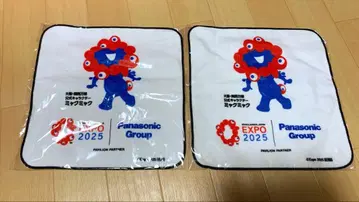 大阪・関西万博
公式キャラクター
ミャクミャク
EXPO
2025
Panasonic
Group
PAVILION PARTNER
大阪・関西万博
公式キャラクター
ミャクミャク
EXPO
2025
Panasonic
Group
PAVILION PARTNER